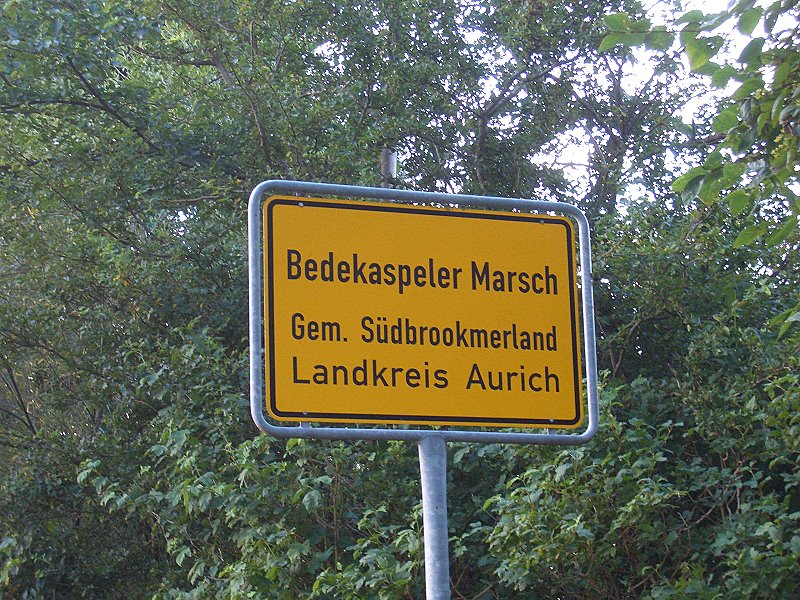 Bedekaspeler Marsch
Gem. Südbrookmerland
Landkreis Aurich